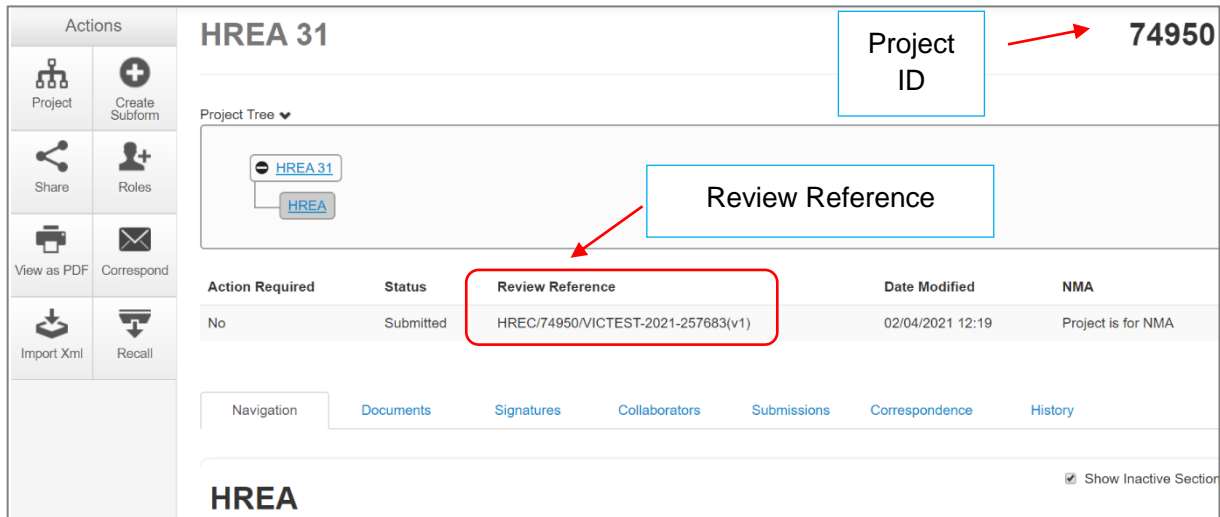 Actions
Project
Create
Subform
Share
Roles
View as PDF
Correspond
Import Xml
Recall
HREA 31
Project
ID
74950
Project Tree
HREA 31
HREA
Review Reference
Action Required Status Review Reference Date Modified NMA
No Submitted HREC/74950/VICTEST-2021-257683(v1) 02/04/2021 12:19 Project is for NMA
Navigation Documents Signatures Collaborators Submissions Correspondence History
Show Inactive Section
HREA